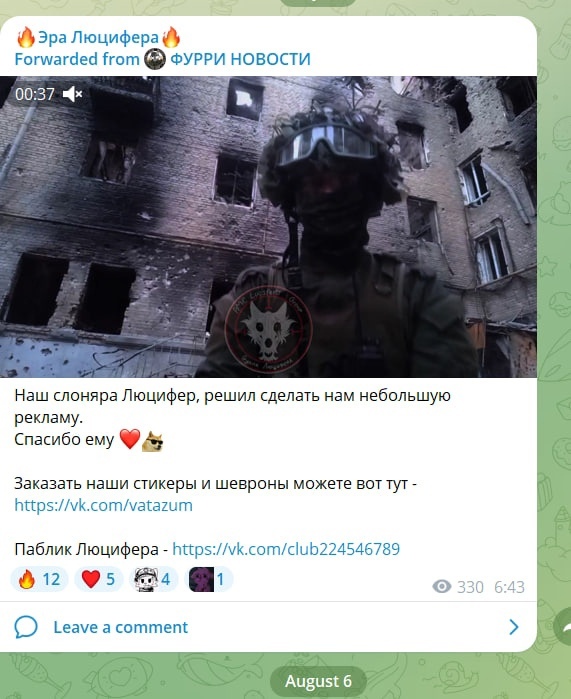 🔥Эра Люцифера🔥
Forwarded from ФУРРИ НОВОСТИ
00:37
Наш слоняра Люцифер, решил сделать нам небольшую
рекламу.
Спасибо ему ❤️
Заказать наши стикеры и шевроны можете вот тут -
https://vk.com/vatazum
Паблик Люцифера - https://vk.com/club224546789
🔥 12 ❤️ 5 4 1
330 6:43
Leave a comment
August 6